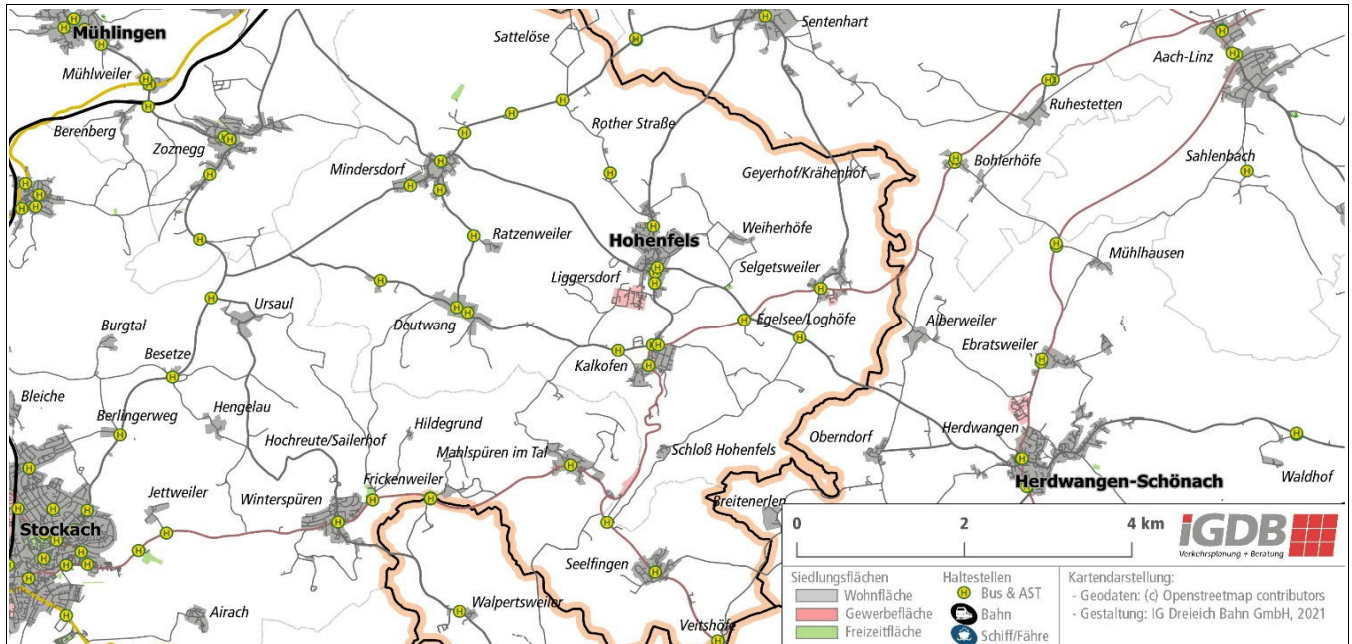 Mühlingen
Sentenhart
Sattelöse
Aach-Linz
Mühlweiler
Ruhestetten
Berenberg
Rother Straße
Zoznegg
Mindersdorf
Bohlerhöfe
Sahlenbach
Geyerhof/Krähenhof
Weiherhöfe
Ratzenweiler
Hohenfels
Mühlhausen
Selgetsweiler
Liggersdorf
Ursaul
Burgtal
Deutwang
Egelsee/Loghöfe
Alberweiler
Ebratsweiler
Besetze
Kalkofen
Bleiche
Berlingerweg
Hengelau
Hildegrund
Hochreute/Sailerhof
Mahlspüren im Tal
Schloß Hohenfels
Oberndorf
Herdwangen
Waldhof
Frickenweiler
Herdwangen-Schönach
Jettweiler
Winterspüren
Breitenerlen
Stockach
Seelfingen
Walpertsweiler
Airach
Vertshöfe
0 2 4 km
iGDB
Verkehrsplanung + Beratung
Siedlungsflächen
Wohnfläche
Gewerbefläche
Freizeitfläche
Haltestellen
H Bus & AST
Bahn
Schiff/Fähre
Kartendarstellung:
- Geodaten: (c) Openstreetmap contributors
- Gestaltung: IG Dreieich Bahn GmbH, 2021